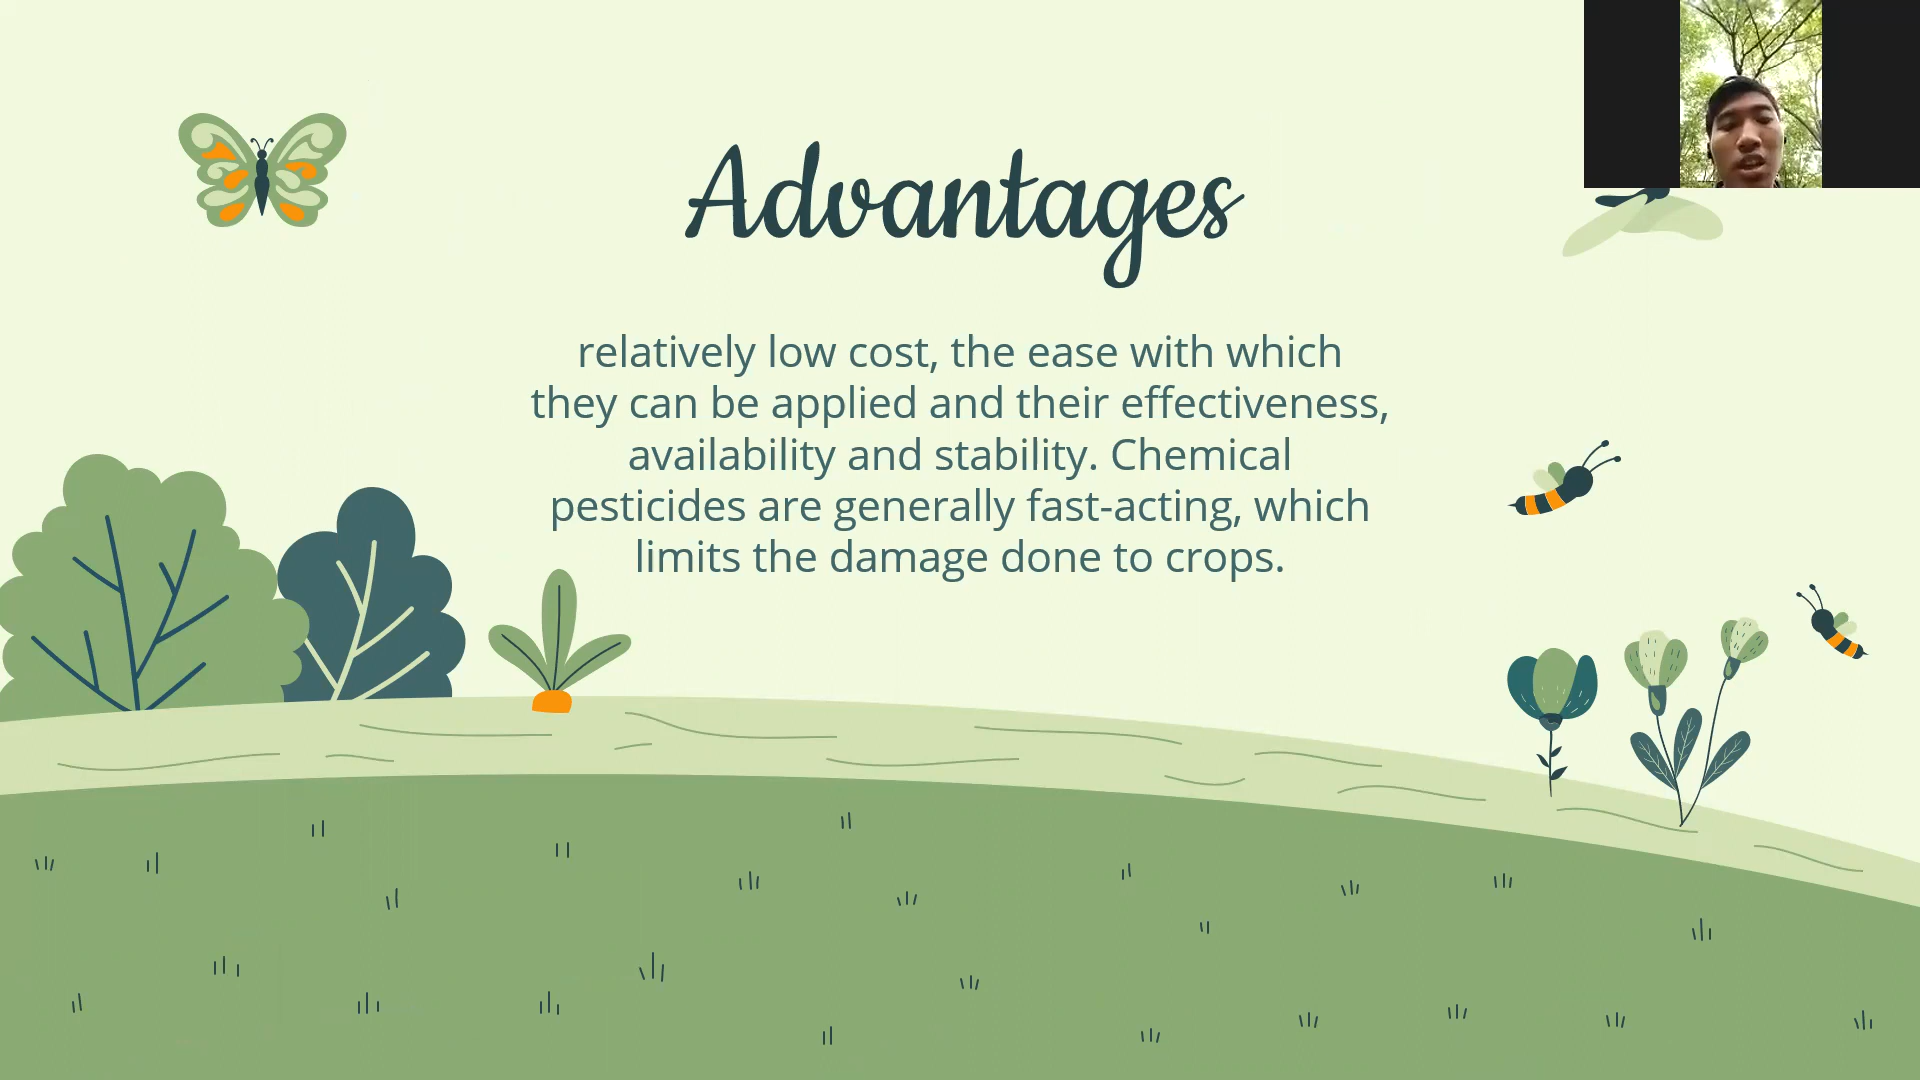 Advantages
relatively low cost, the ease with which
they can be applied and their effectiveness,
availability and stability. Chemical
pesticides are generally fast-acting, which
limits the damage done to crops.